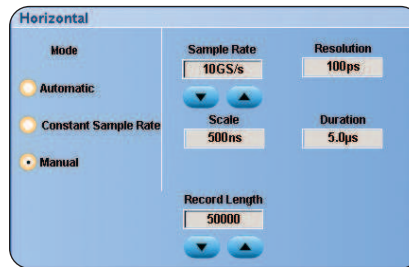 Horizontal
Mode
Automatic
Constant Sample Rate
Manual
Sample Rate
10GS/s
Resolution
100ps
Scale
500ns
Duration
5.0µs
Record Length
50000